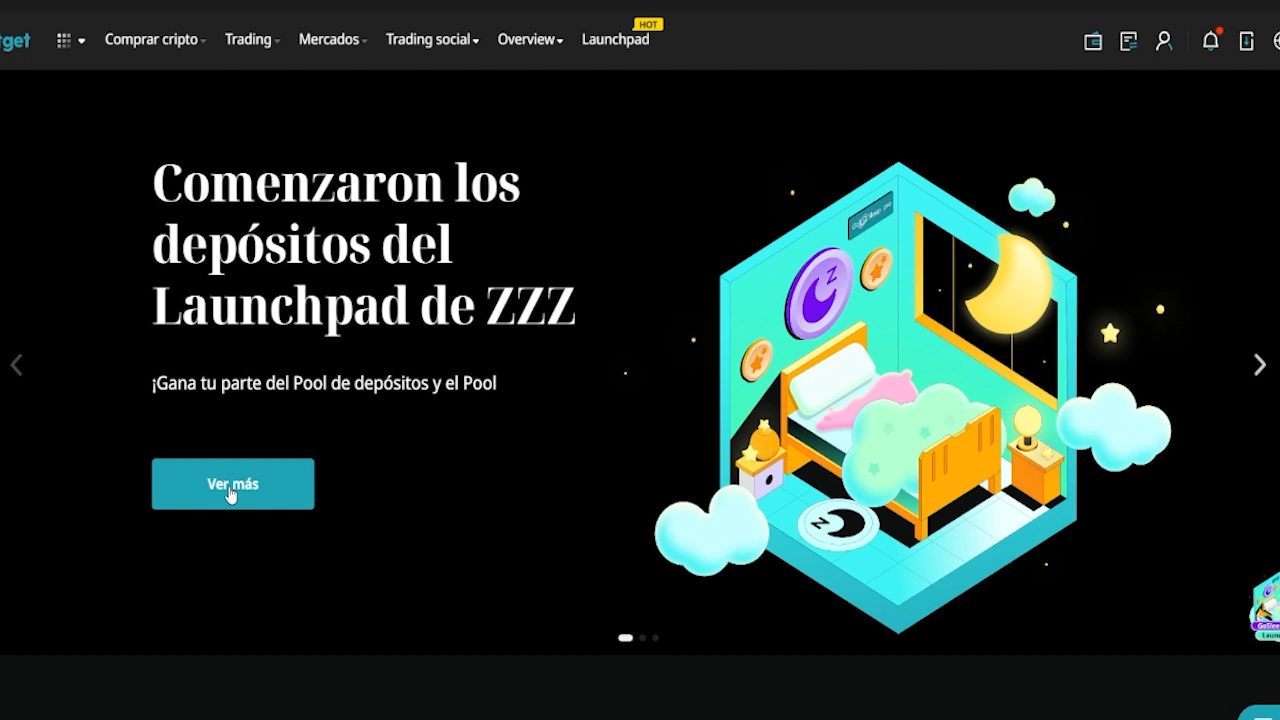 tget
Comprar cripto
Trading
Mercados
Trading social
Overview
Launchpad
HOT
Comenzaron los
depósitos del
Launchpad de ZZZ
¡Gana tu parte del Pool de depósitos y el Pool
Ver más
Z
Z